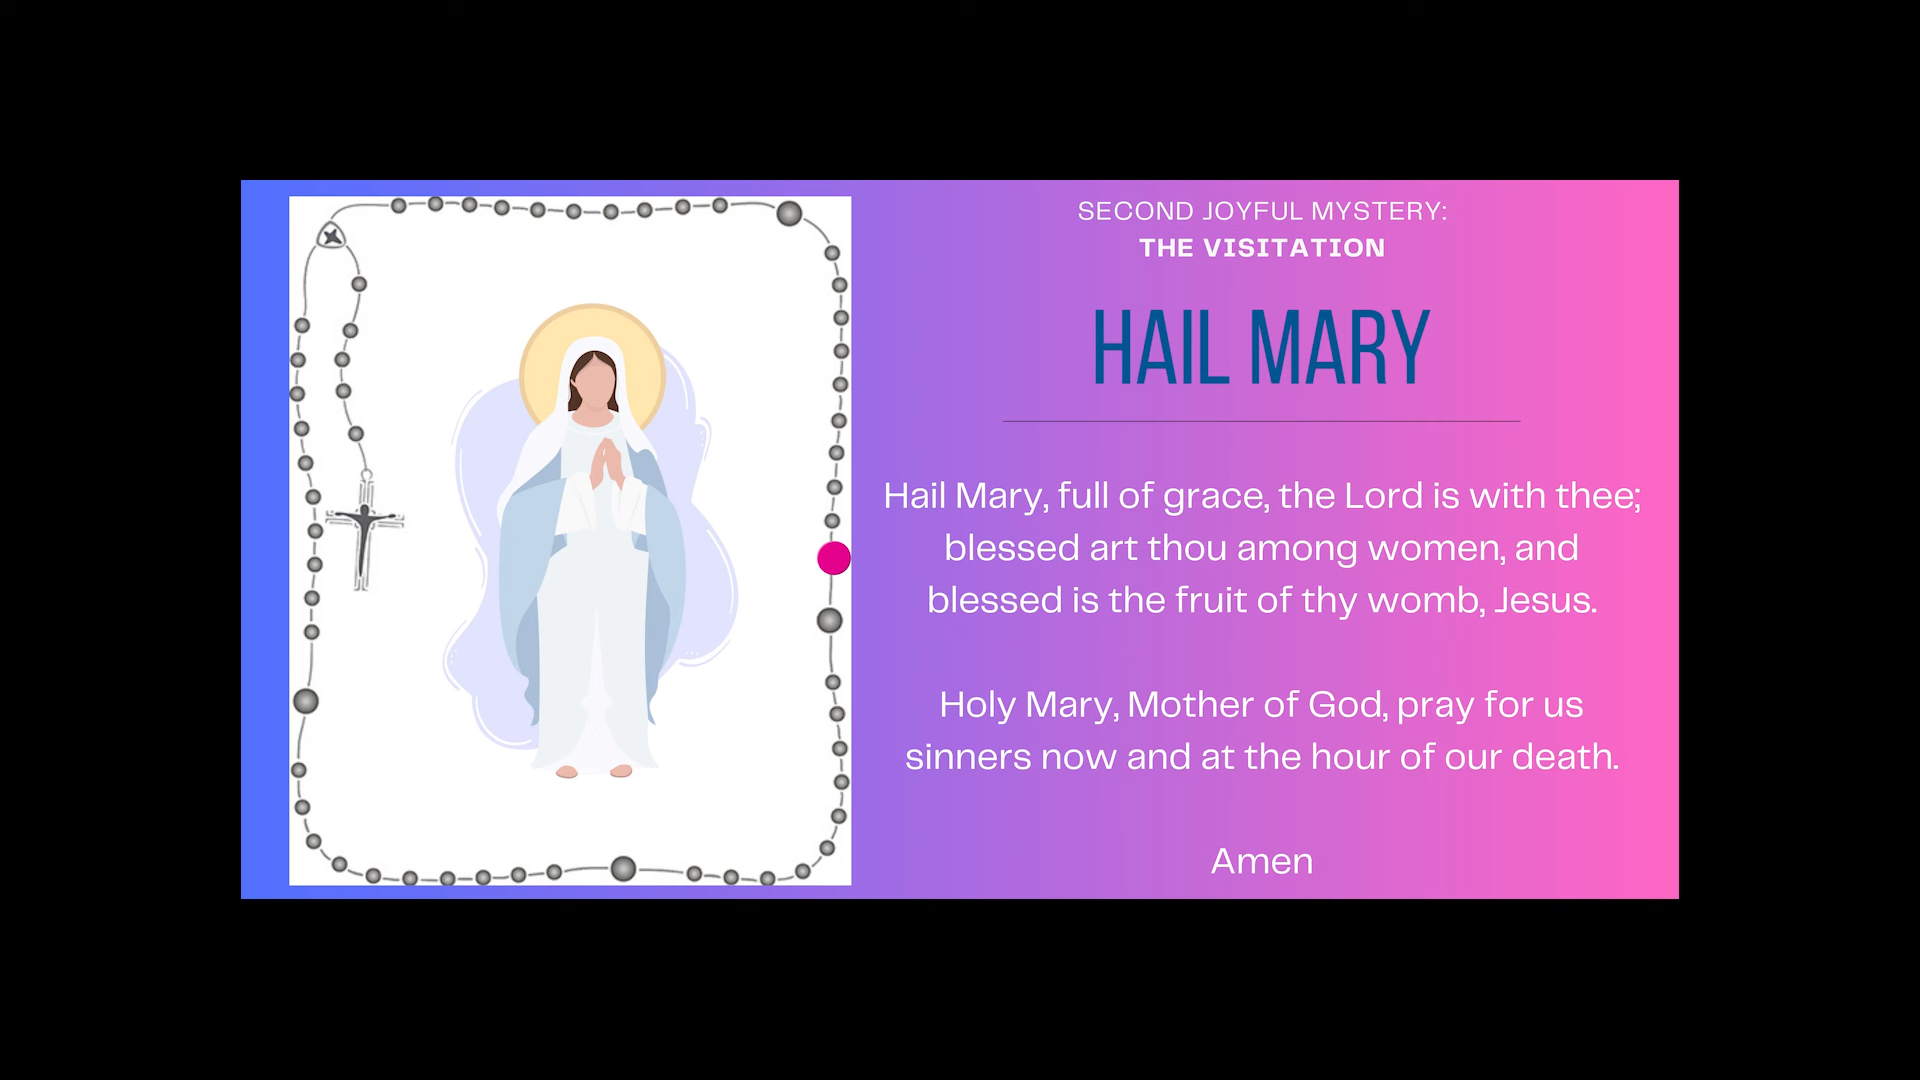 SECOND JOYFUL MYSTERY:
THE VISITATION
HAIL MARY
Hail Mary, full of grace, the Lord is with thee;
blessed art thou among women, and
blessed is the fruit of thy womb, Jesus.
Holy Mary, Mother of God, pray for us
sinners now and at the hour of our death.
Amen